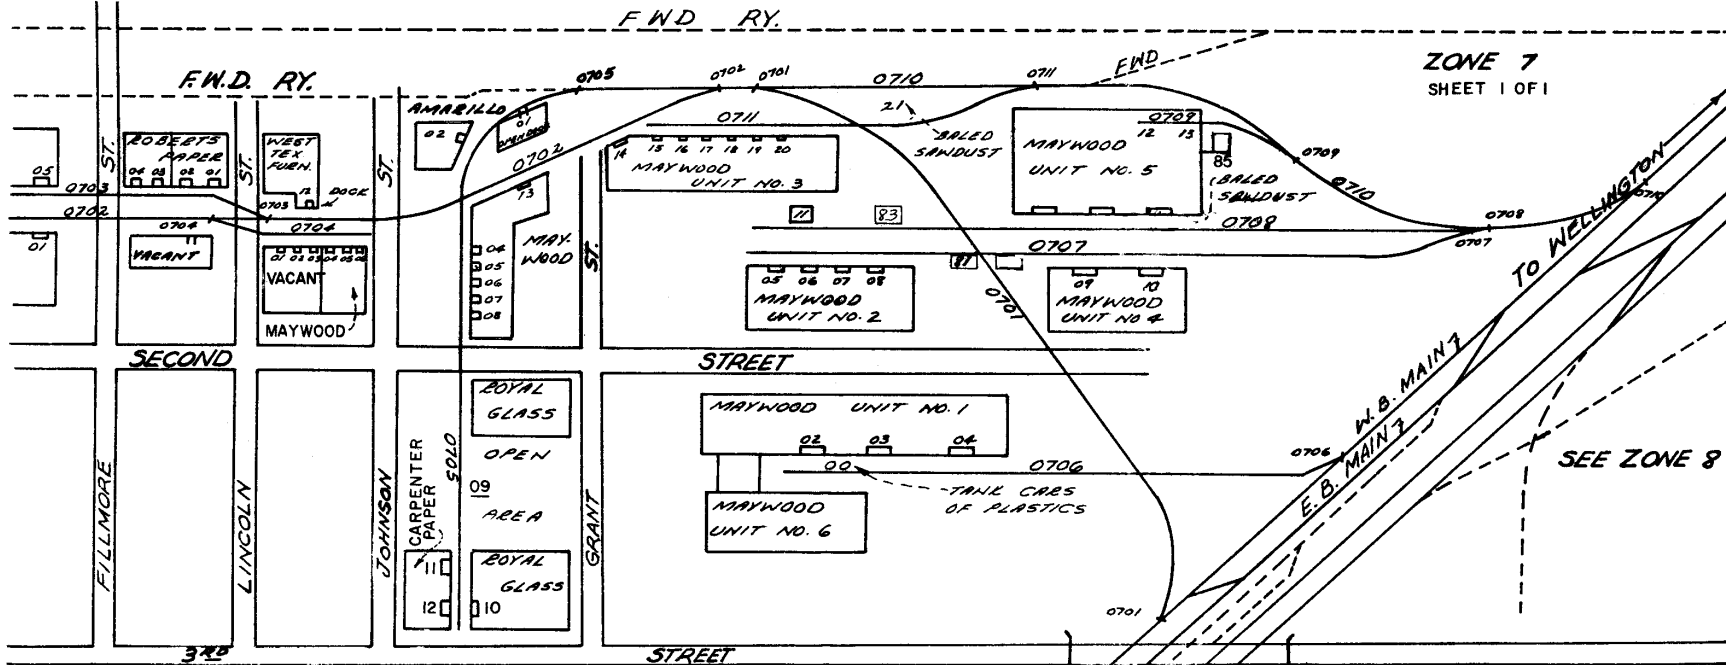 FWD RY.
F.W.D. RY.
0705
0702
0701
0710
0711
FWD
ZONE 7
SHEET 1 OF 1
AMARILLO
02
01
OPEN DOCK
0711
21
BALED
SAWDUST
0709
12 13
MAYWOOD
UNIT NO. 5
85
BALED
SAWDUST
0709
0710
0708
0707
0710
TO WELLINGTON
05
ROBERTS
PAPER
04 03 02 01
WEST
TEX
FURN.
12
DOCK
0702
14
15 16 17 18 19 20
MAYWOOD
UNIT NO. 3
13
0703
0702
0704
0703
0704
11
83
0708
0707
87
01
11
VACANT
01 02 03 04 05 06
VACANT
MAYWOOD
04
05
06
07
08
MAY-
WOOD
05 06 07 08
MAYWOOD
UNIT NO. 2
0701
09 10
MAYWOOD
UNIT NO 4
ST.
ST.
ST.
ST.
SECOND STREET
ROYAL
GLASS
OPEN
09
AREA
SOLO
CARPENTER
PAPER
11
12
10
ROYAL
GLASS
MAYWOOD UNIT NO. 1
02 03 04
00
0706
0706
TANK CARS
OF PLASTICS
MAYWOOD
UNIT NO. 6
W. B. MAIN 7
E. B. MAIN 7
SEE ZONE 8
FILLMORE
LINCOLN
JOHNSON
GRANT
0701
3RD STREET